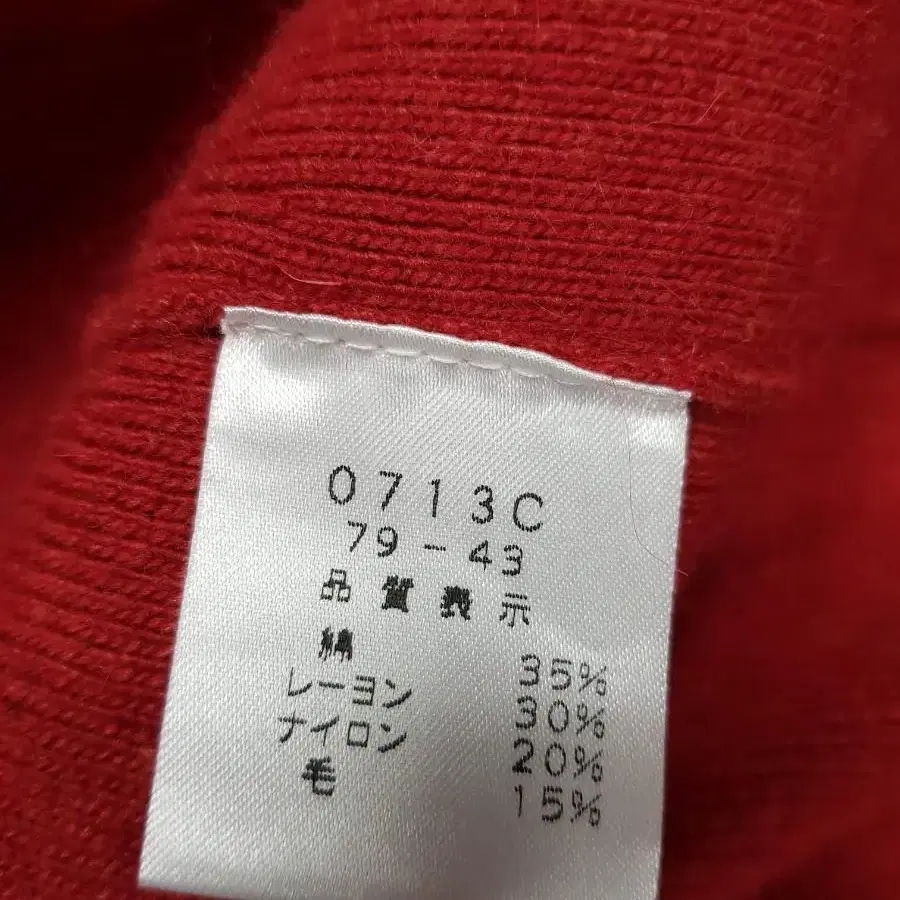 0713C
79-43
品質表示
綿 35%
レーヨン 30%
ナイロン 20%
毛 15%